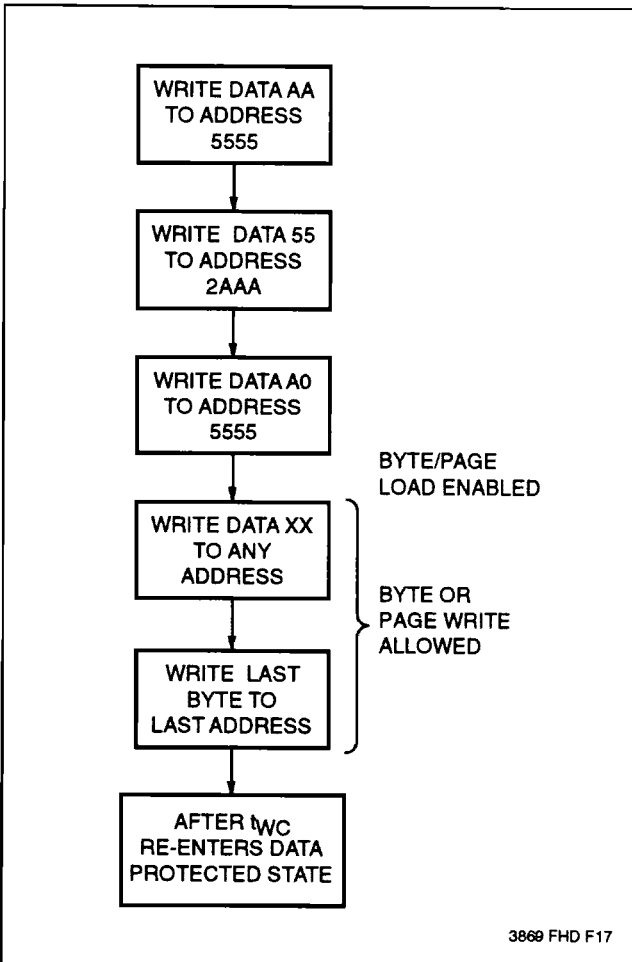 WRITE DATA AA
TO ADDRESS
5555
WRITE DATA 55
TO ADDRESS
2AAA
WRITE DATA A0
TO ADDRESS
5555
BYTE/PAGE
LOAD ENABLED
WRITE DATA XX
TO ANY
ADDRESS
BYTE OR
PAGE WRITE
ALLOWED
WRITE LAST
BYTE TO
LAST ADDRESS
AFTER tWC
RE-ENTERS DATA
PROTECTED STATE
3869 FHD F17